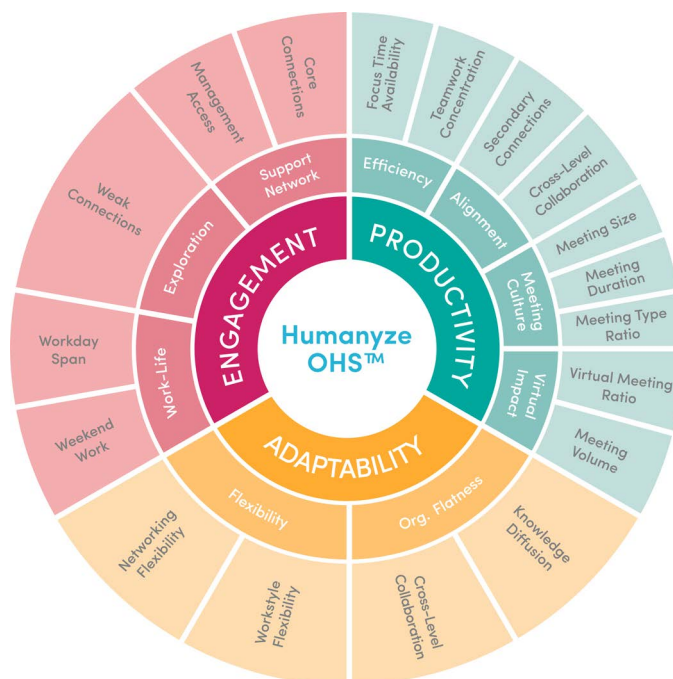 Humanyze
OHS™
ENGAGEMENT
PRODUCTIVITY
ADAPTABILITY
Support
Network
Exploration
Work-Life
Efficiency
Alignment
Meeting
Culture
Virtual
Impact
Flexibility
Org. Flatness
Core
Connections
Management
Access
Weak
Connections
Workday
Span
Weekend
Work
Focus Time
Availability
Teamwork
Concentration
Secondary
Connections
Cross-Level
Collaboration
Meeting Size
Meeting
Duration
Meeting Type
Ratio
Virtual Meeting
Ratio
Meeting
Volume
Networking
Flexibility
Workstyle
Flexibility
Cross-Level
Collaboration
Knowledge
Diffusion